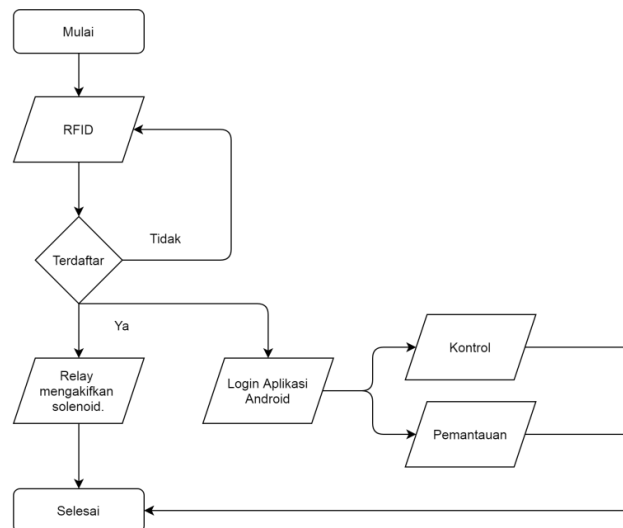 Mulai
RFID
Tidak
Terdaftar
Ya
Relay
mengakifkan
solenoid.
Login Aplikasi
Android
Kontrol
Pemantauan
Selesai